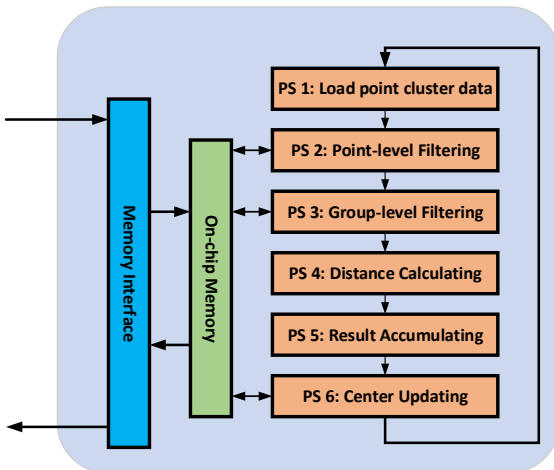 PS 1: Load point cluster data
PS 2: Point-level Filtering
PS 3: Group-level Filtering
PS 4: Distance Calculating
PS 5: Result Accumulating
PS 6: Center Updating
Memory Interface
On-chip Memory